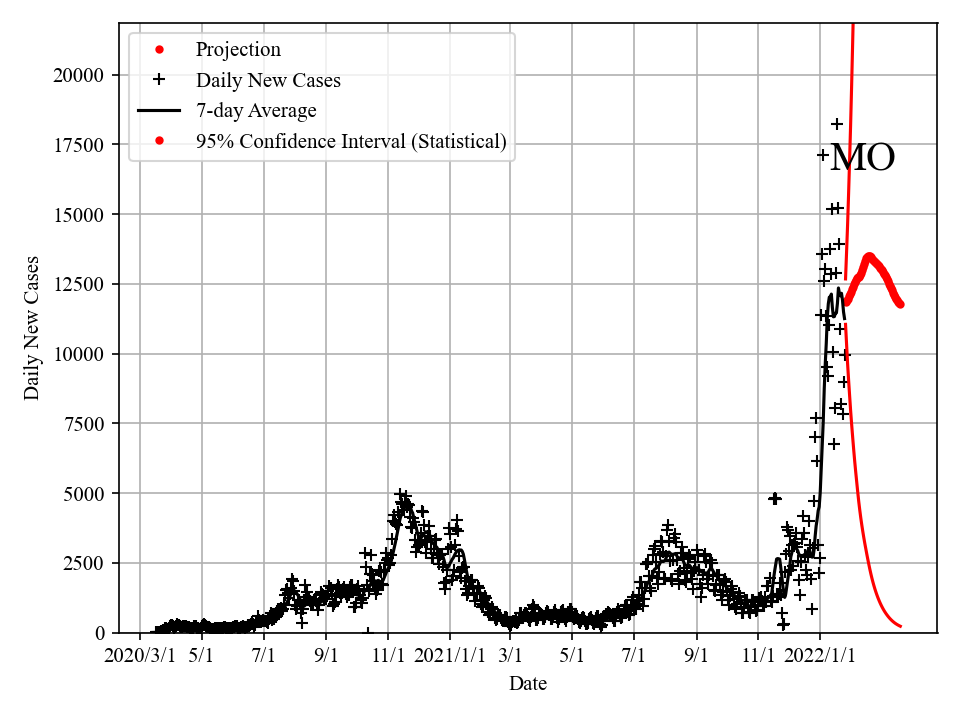 Projection
Daily New Cases
7-day Average
95% Confidence Interval (Statistical)
MO
20000
17500
15000
12500
10000
7500
5000
2500
0
Daily New Cases
2020/3/1 5/1 7/1 9/1 11/1 2021/1/1 3/1 5/1 7/1 9/1 11/1 2022/1/1
Date